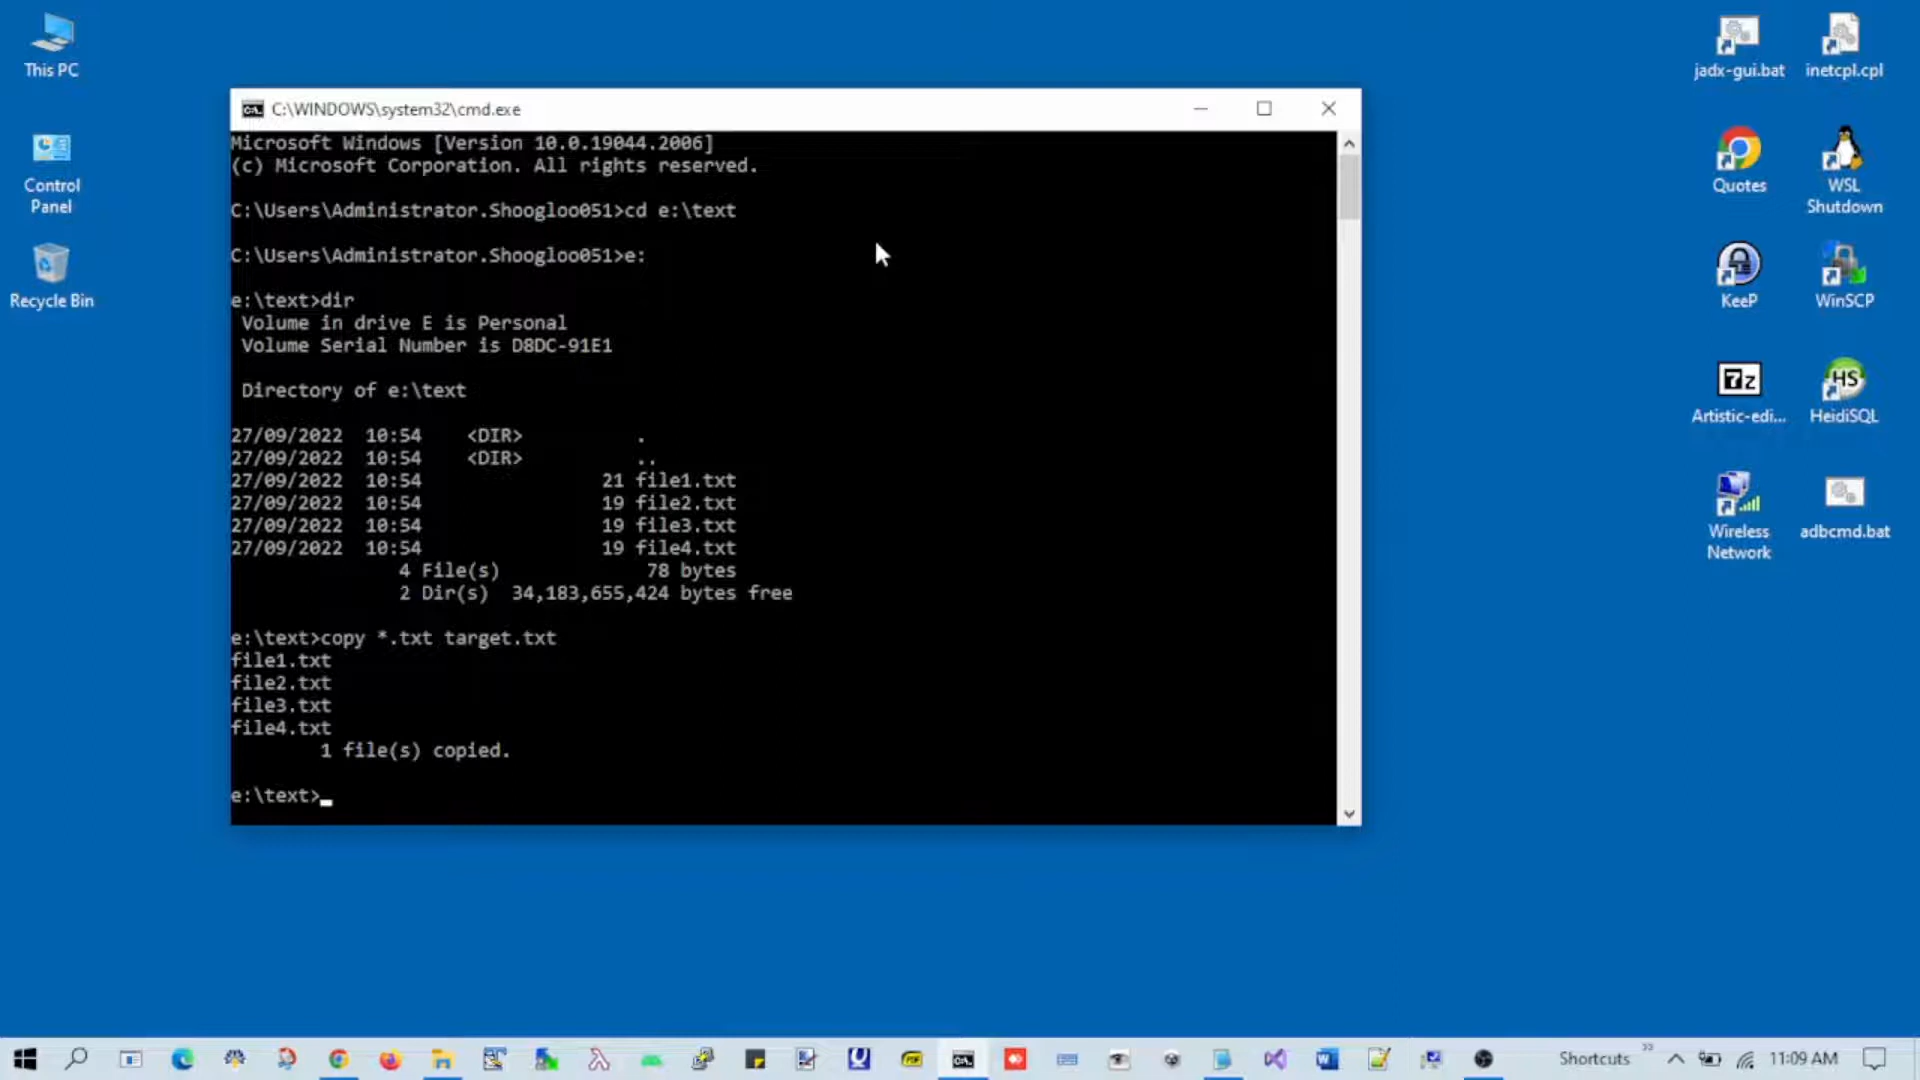 This PC
Control
Panel
Recycle Bin
C:\WINDOWS\system32\cmd.exe
Microsoft Windows [Version 10.0.19044.2006]
(c) Microsoft Corporation. All rights reserved.
C:\Users\Administrator.Shoogloo051>cd e:\text
C:\Users\Administrator.Shoogloo051>e:
e:\text>dir
Volume in drive E is Personal
Volume Serial Number is D8DC-91E1
Directory of e:\text
27/09/2022  10:54    <DIR>          .
27/09/2022  10:54    <DIR>          ..
27/09/2022  10:54                21 file1.txt
27/09/2022  10:54                19 file2.txt
27/09/2022  10:54                19 file3.txt
27/09/2022  10:54                19 file4.txt
4 File(s)             78 bytes
2 Dir(s)  34,183,655,424 bytes free
e:\text>copy *.txt target.txt
file1.txt
file2.txt
file3.txt
file4.txt
1 file(s) copied.
e:\text>
jadx-gui.bat
inetcpl.cpl
Quotes
WSL
Shutdown
KeeP
WinSCP
Artistic-edi...
HeidiSQL
Wireless
Network
adbcmd.bat
Shortcuts
11:09 AM